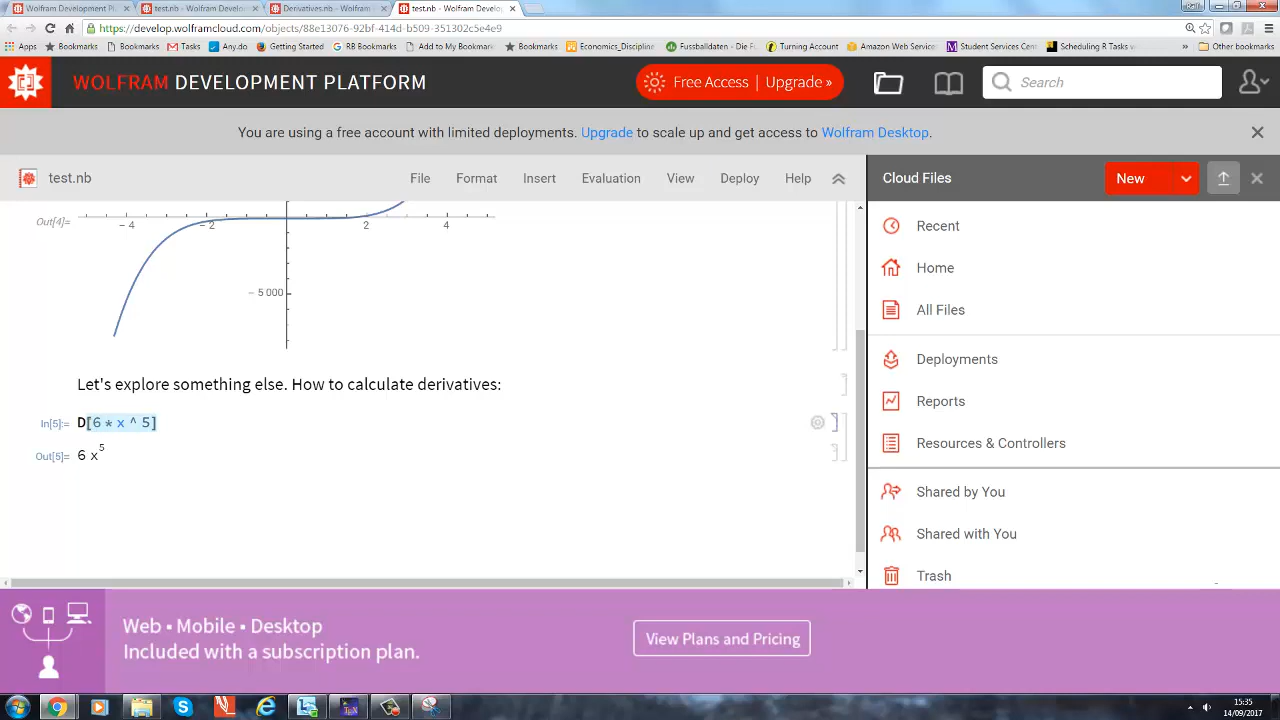 Wolfram Development P
test.nb - Wolfram Develo
Derivatives.nb - Wolfram
test.nb - Wolfram Develo
https://develop.wolframcloud.com/objects/88e13076-92bf-414d-b509-351302c5e4e9
Apps Bookmarks Bookmarks Tasks Any.do Getting Started RB Bookmarks Add to My Bookmark Bookmarks Economics_Discipline Fussballdaten - Die F Turning Account Amazon Web Service Student Services Cen Scheduling R Tasks v » Other bookmarks
WOLFRAM DEVELOPMENT PLATFORM
Free Access | Upgrade »
Search
You are using a free account with limited deployments. Upgrade to scale up and get access to Wolfram Desktop.
test.nb
File Format Insert Evaluation View Deploy Help
Cloud Files
New
Out[4]=
− 4 − 2 2 4
− 5 000
Recent
Home
All Files
Deployments
Reports
Resources & Controllers
Shared by You
Shared with You
Trash
Let's explore something else. How to calculate derivatives:
In[5]:= D[6 * x ^ 5]
Out[5]= 6 x⁵
Web • Mobile • Desktop
Included with a subscription plan.
View Plans and Pricing
15:35
14/09/2017